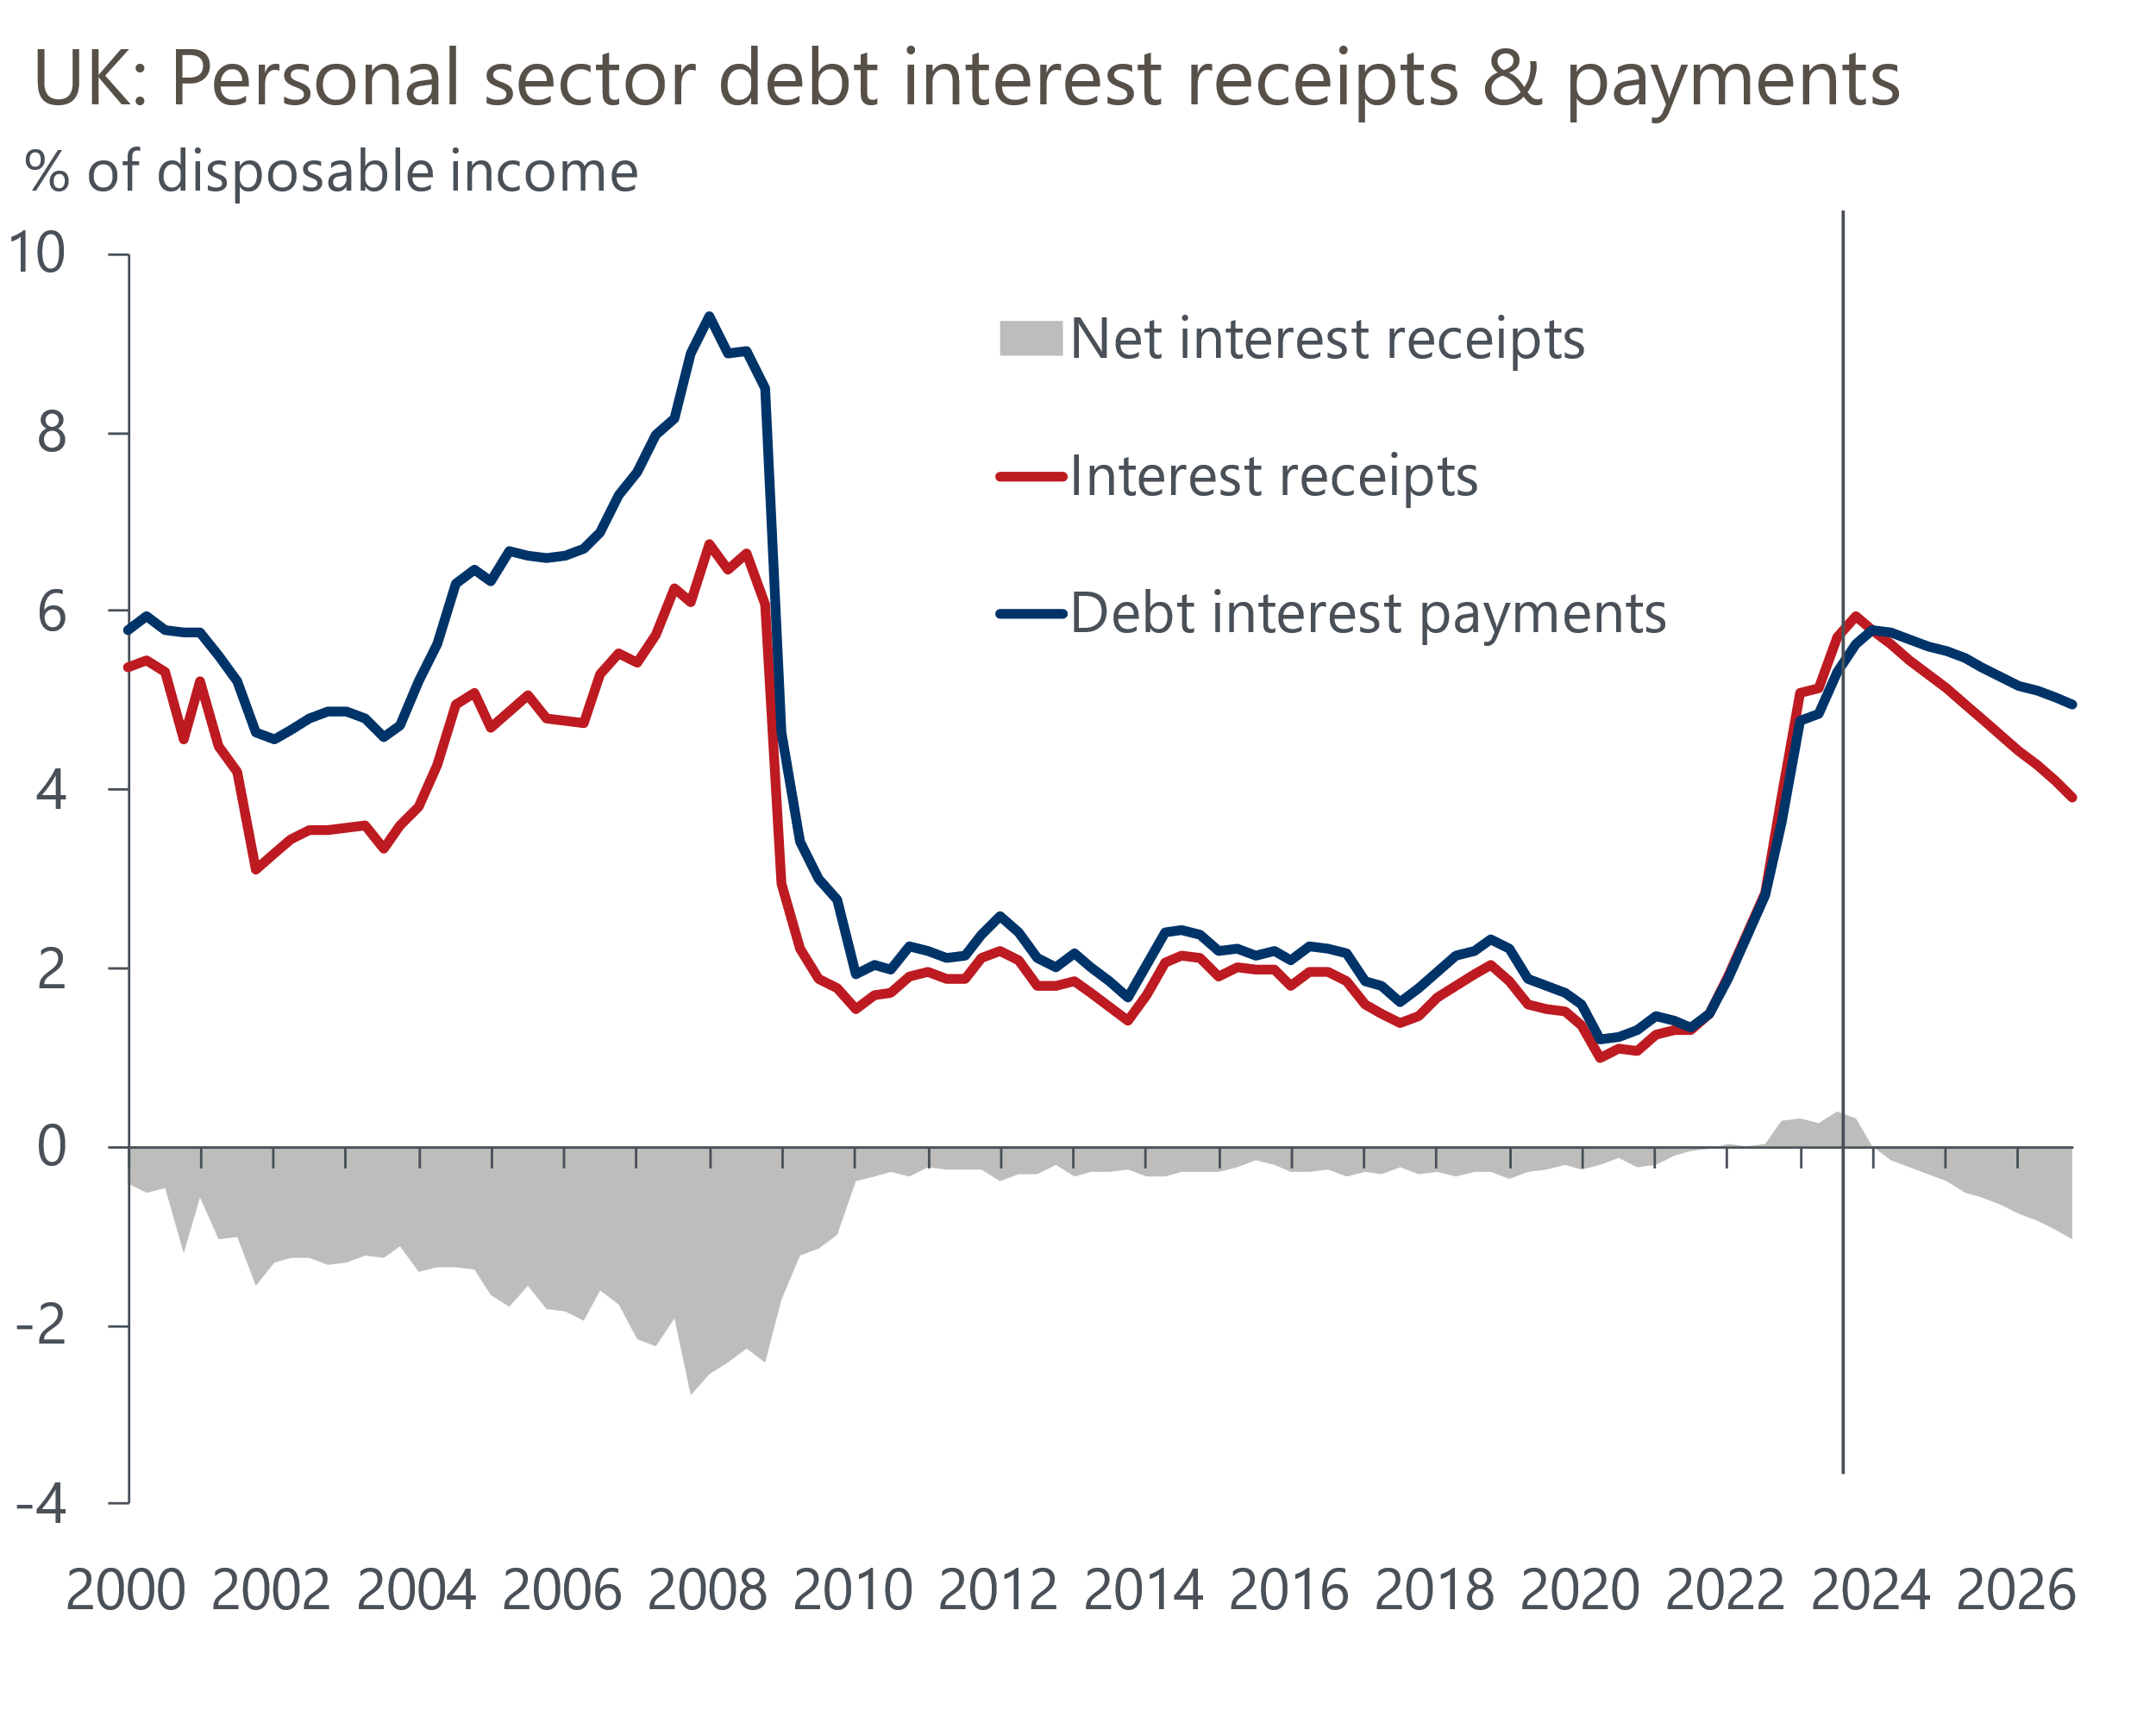 UK: Personal sector debt interest receipts & payments
% of disposable income
10
8
6
4
2
0
-2
-4
Net interest receipts
Interest receipts
Debt interest payments
2000 2002 2004 2006 2008 2010 2012 2014 2016 2018 2020 2022 2024 2026